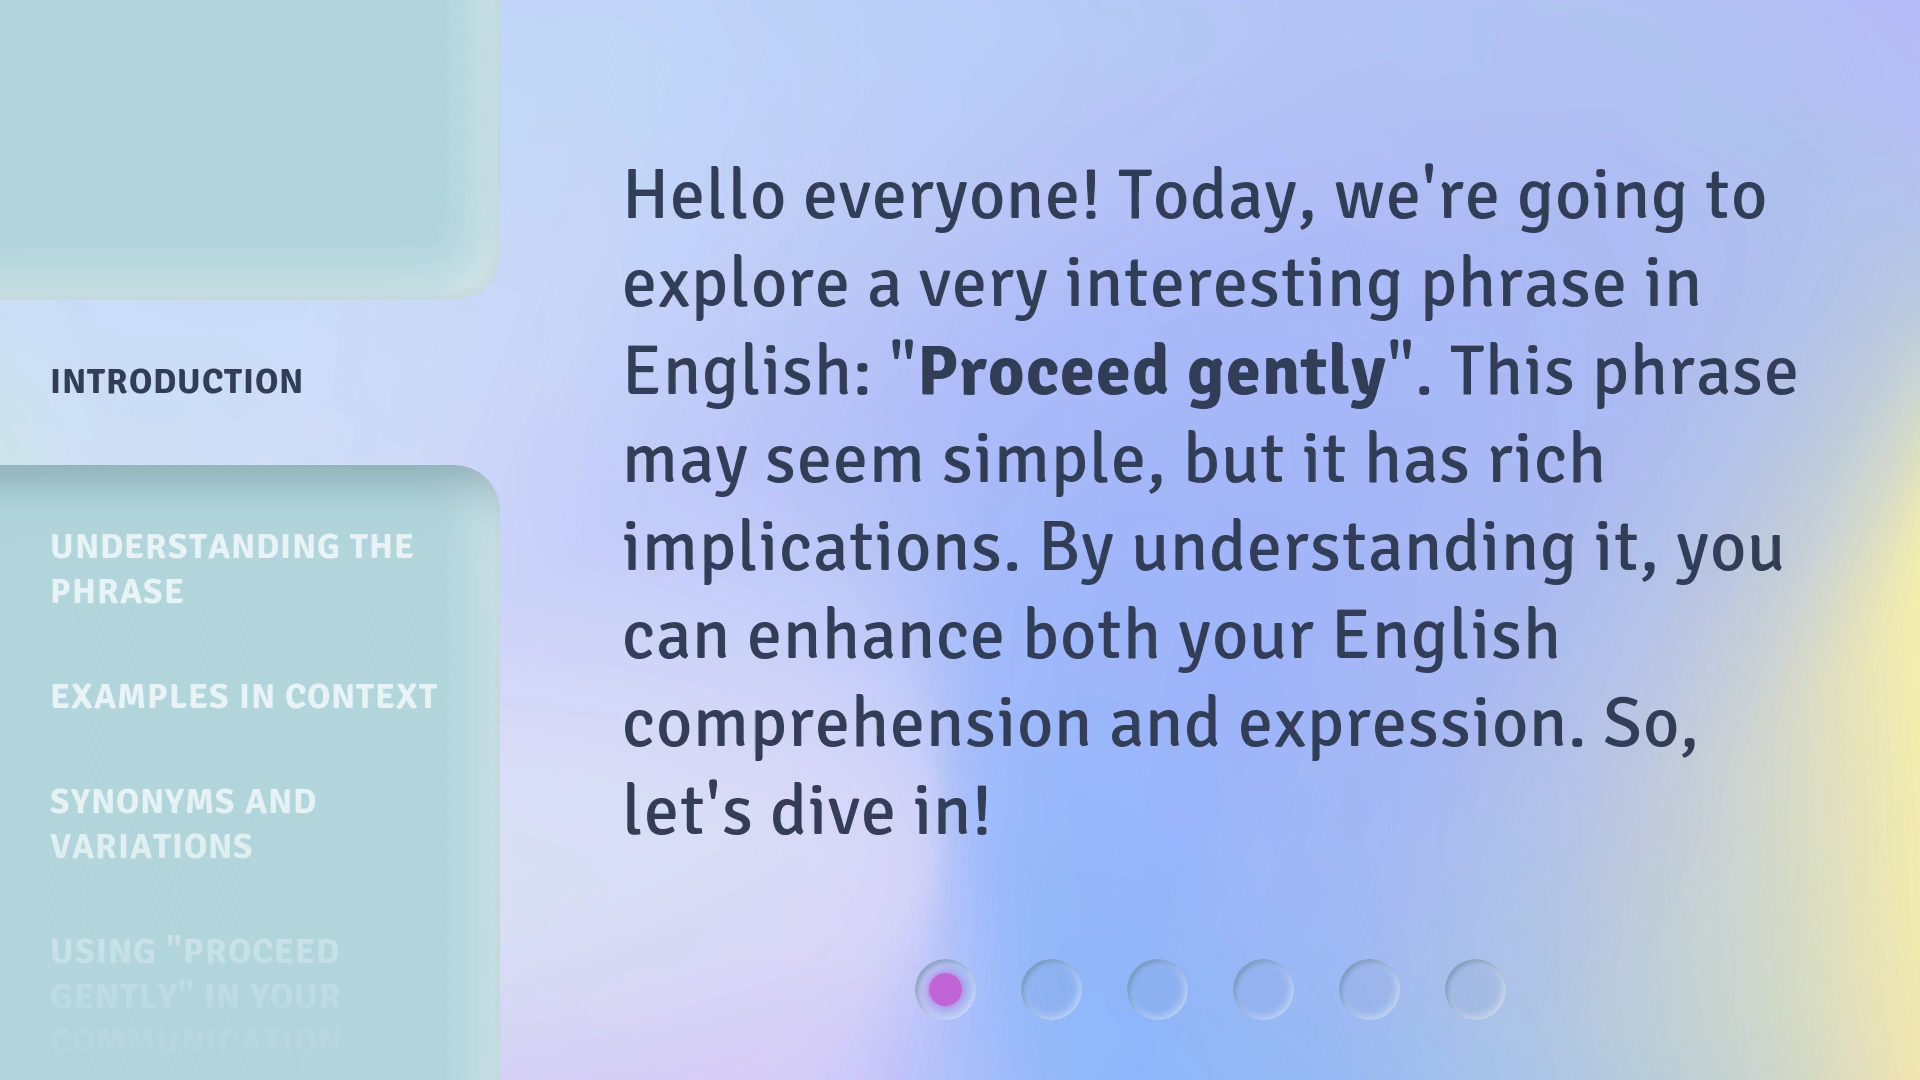 INTRODUCTION
UNDERSTANDING THE
PHRASE
EXAMPLES IN CONTEXT
SYNONYMS AND
VARIATIONS
USING "PROCEED
GENTLY" IN YOUR
COMMUNICATION
Hello everyone! Today, we're going to
explore a very interesting phrase in
English: "Proceed gently". This phrase
may seem simple, but it has rich
implications. By understanding it, you
can enhance both your English
comprehension and expression. So,
let's dive in!